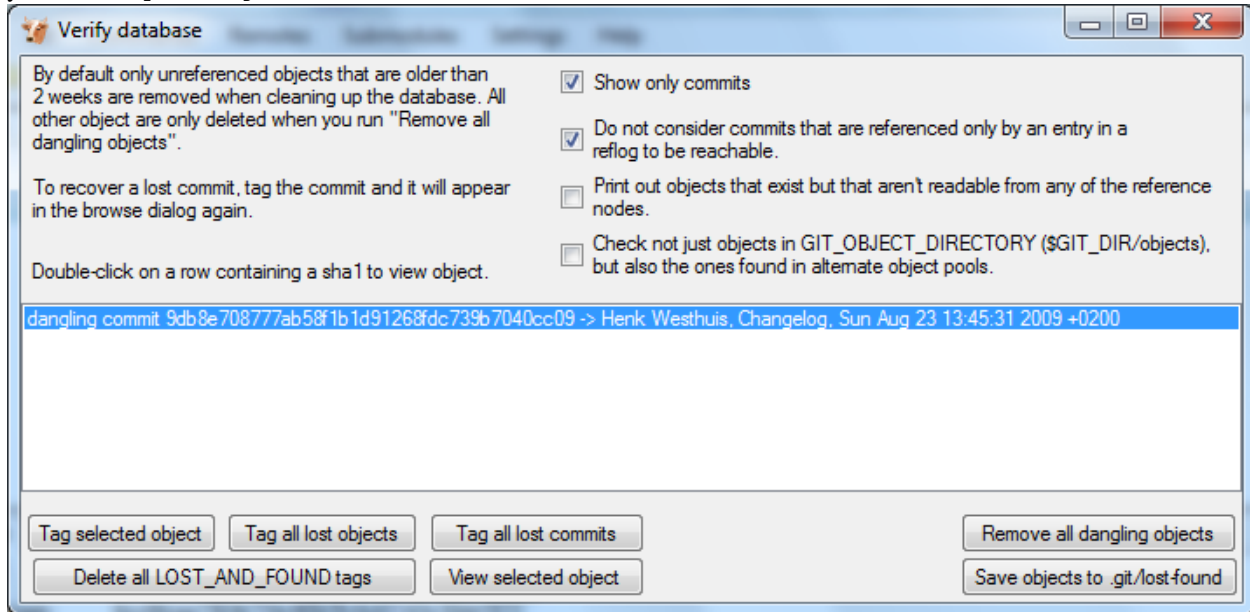 Verify database
By default only unreferenced objects that are older than
2 weeks are removed when cleaning up the database. All
other object are only deleted when you run "Remove all
dangling objects".
To recover a lost commit, tag the commit and it will appear
in the browse dialog again.
Double-click on a row containing a sha1 to view object.
Show only commits
Do not consider commits that are referenced only by an entry in a
reflog to be reachable.
Print out objects that exist but that aren't readable from any of the reference
nodes.
Check not just objects in GIT_OBJECT_DIRECTORY ($GIT_DIR/objects),
but also the ones found in alternate object pools.
dangling commit 9db8e708777ab58f1b1d91268fdc739b7040cc09 -> Henk Westhuis, Changelog, Sun Aug 23 13:45:31 2009 +0200
Tag selected object
Tag all lost objects
Tag all lost commits
Remove all dangling objects
Delete all LOST_AND_FOUND tags
View selected object
Save objects to .git/lost-found